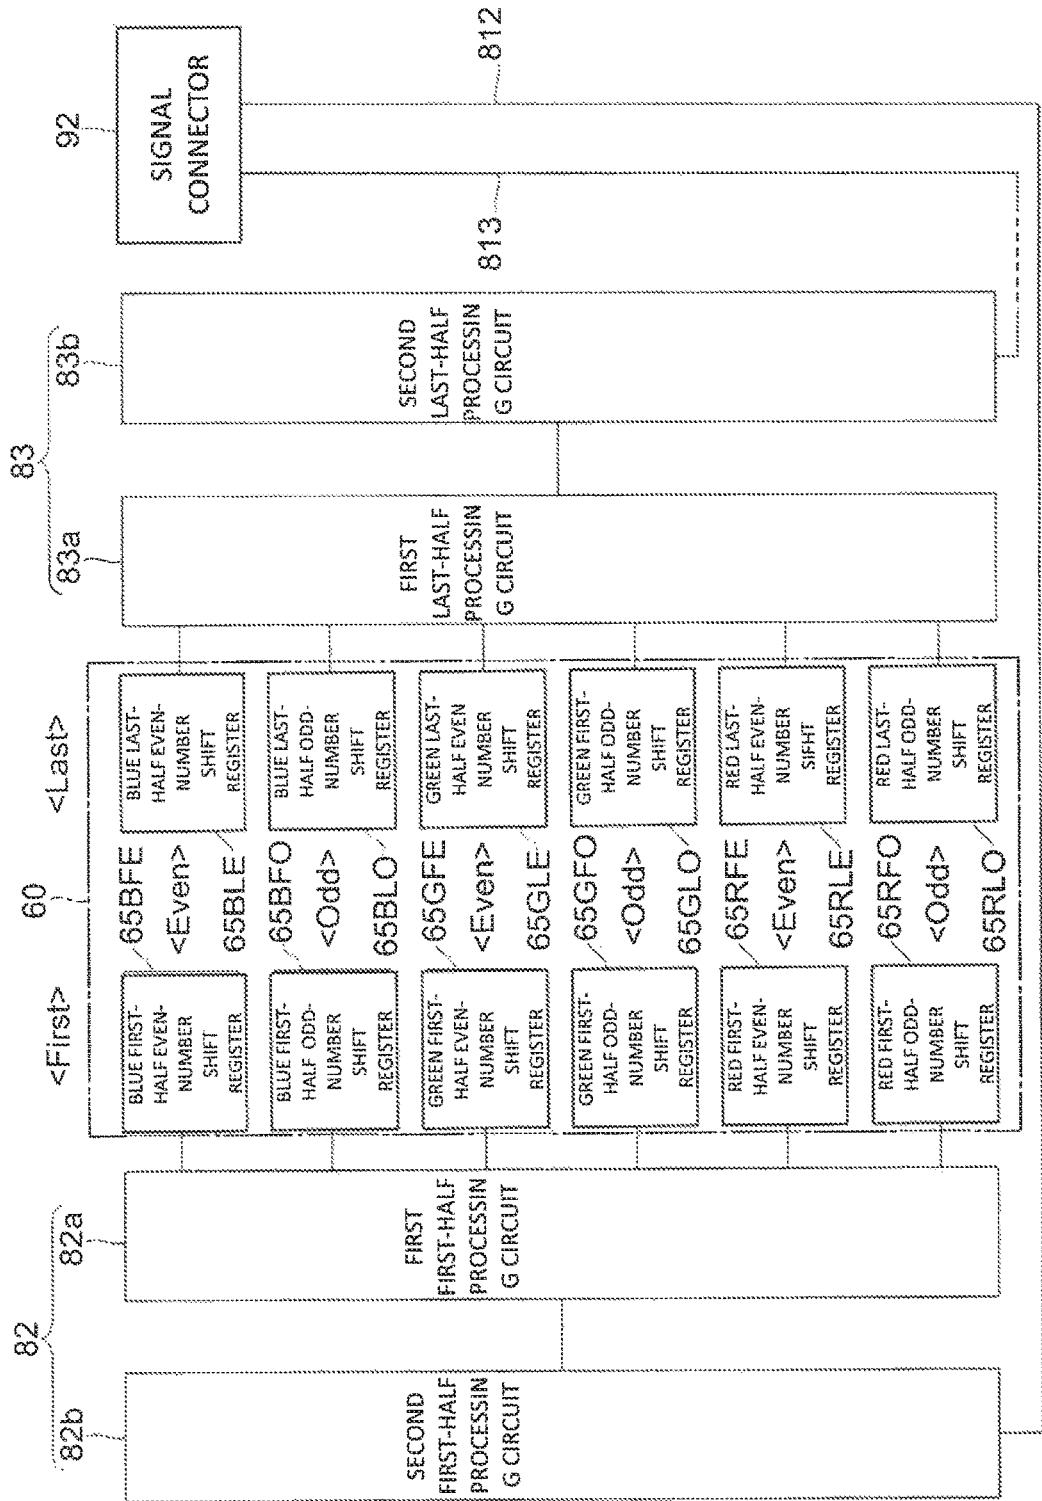 82
82b
82a
60
83
83a
83b
92
<First>
<Last>
SECOND
FIRST-HALF
PROCESSIN
G CIRCUIT
FIRST
FIRST-HALF
PROCESSIN
G CIRCUIT
BLUE FIRST-
HALF EVEN-
NUMBER
SHIFT
REGISTER
65BFE
<Even>
65BLE
BLUE LAST-
HALF EVEN-
NUMBER
SHIFT
REGISTER
BLUE FIRST-
HALF ODD-
NUMBER
SHIFT
REGISTER
65BFO
<Odd>
65BLO
BLUE LAST-
HALF ODD-
NUMBER
SHIFT
REGISTER
GREEN FIRST-
HALF EVEN-
NUMBER
SHIFT
REGISTER
65GFE
<Even>
65GLE
GREEN LAST-
HALF EVEN
NUMBER
SHIFT
REGISTER
GREEN FIRST-
HALF ODD-
NUMBER
SHIFT
REGISTER
65GFO
<Odd>
65GLO
GREEN FIRST-
HALF ODD-
NUMBER
SHIFT
REGISTER
RED FIRST-
HALF EVEN-
NUMBER
SHIFT
REGISTER
65RFE
<Even>
65RLE
RED LAST-
HALF EVEN-
NUMBER
SIFHT
REGISTER
RED FIRST-
HALF ODD-
NUMBER
SHIFT
REGISTER
65RFO
<Odd>
65RLO
RED LAST-
HALF ODD-
NUMBER
SHIFT
REGISTER
FIRST
LAST-HALF
PROCESSIN
G CIRCUIT
SECOND
LAST-HALF
PROCESSIN
G CIRCUIT
SIGNAL
CONNECTOR
813
812